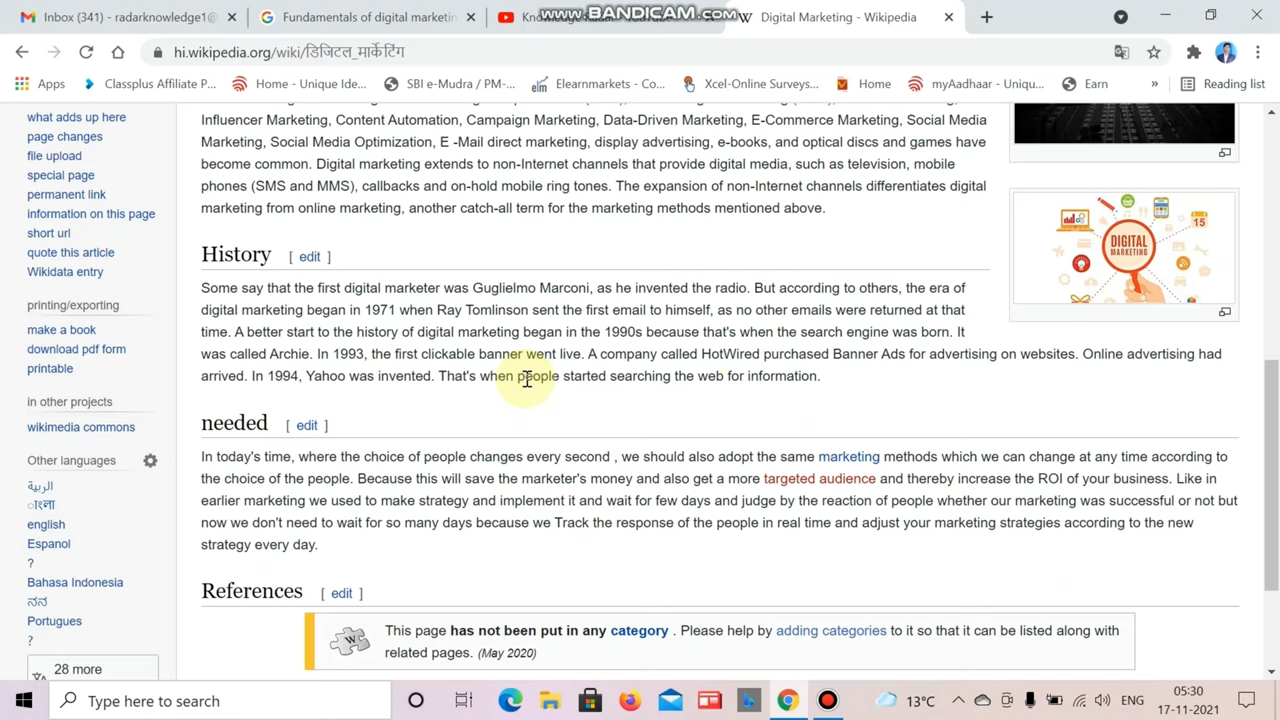 Inbox (341) - radarknowledge1@
Fundamentals of digital marketin
Digital Marketing - Wikipedia
www.BANDICAM.com
hi.wikipedia.org/wiki/डिजिटल_मार्केटिंग
Apps
Classplus Affiliate P...
Home - Unique Ide...
SBI e-Mudra / PM-...
Elearnmarkets - Co...
Xcel-Online Surveys...
Home
myAadhaar - Uniqu...
Earn
»
Reading list
what adds up here
page changes
file upload
special page
permanent link
information on this page
short url
quote this article
Wikidata entry
printing/exporting
make a book
download pdf form
printable
in other projects
wikimedia commons
Other languages
العربية
english
Espanol
?
Bahasa Indonesia
ನನ
Portugues
?
28 more
Influencer Marketing, Content Automation, Campaign Marketing, Data-Driven Marketing, E-Commerce Marketing, Social Media
Marketing, Social Media Optimization, E -Mail direct marketing, display advertising, e-books, and optical discs and games have
become common. Digital marketing extends to non-Internet channels that provide digital media, such as television, mobile
phones (SMS and MMS), callbacks and on-hold mobile ring tones. The expansion of non-Internet channels differentiates digital
marketing from online marketing, another catch-all term for the marketing methods mentioned above.
History [ edit ]
Some say that the first digital marketer was Guglielmo Marconi, as he invented the radio. But according to others, the era of
digital marketing began in 1971 when Ray Tomlinson sent the first email to himself, as no other emails were returned at that
time. A better start to the history of digital marketing began in the 1990s because that's when the search engine was born. It
was called Archie. In 1993, the first clickable banner went live. A company called HotWired purchased Banner Ads for advertising on websites. Online advertising had
arrived. In 1994, Yahoo was invented. That's when people started searching the web for information.
needed [ edit ]
In today's time, where the choice of people changes every second , we should also adopt the same marketing methods which we can change at any time according to
the choice of the people. Because this will save the marketer's money and also get a more targeted audience and thereby increase the ROI of your business. Like in
earlier marketing we used to make strategy and implement it and wait for few days and judge by the reaction of people whether our marketing was successful or not but
now we don't need to wait for so many days because we Track the response of the people in real time and adjust your marketing strategies according to the new
strategy every day.
References [ edit ]
This page has not been put in any category . Please help by adding categories to it so that it can be listed along with
related pages. (May 2020)
DIGITAL
MARKETING
15
Type here to search
13°C
ENG
05:30
17-11-2021